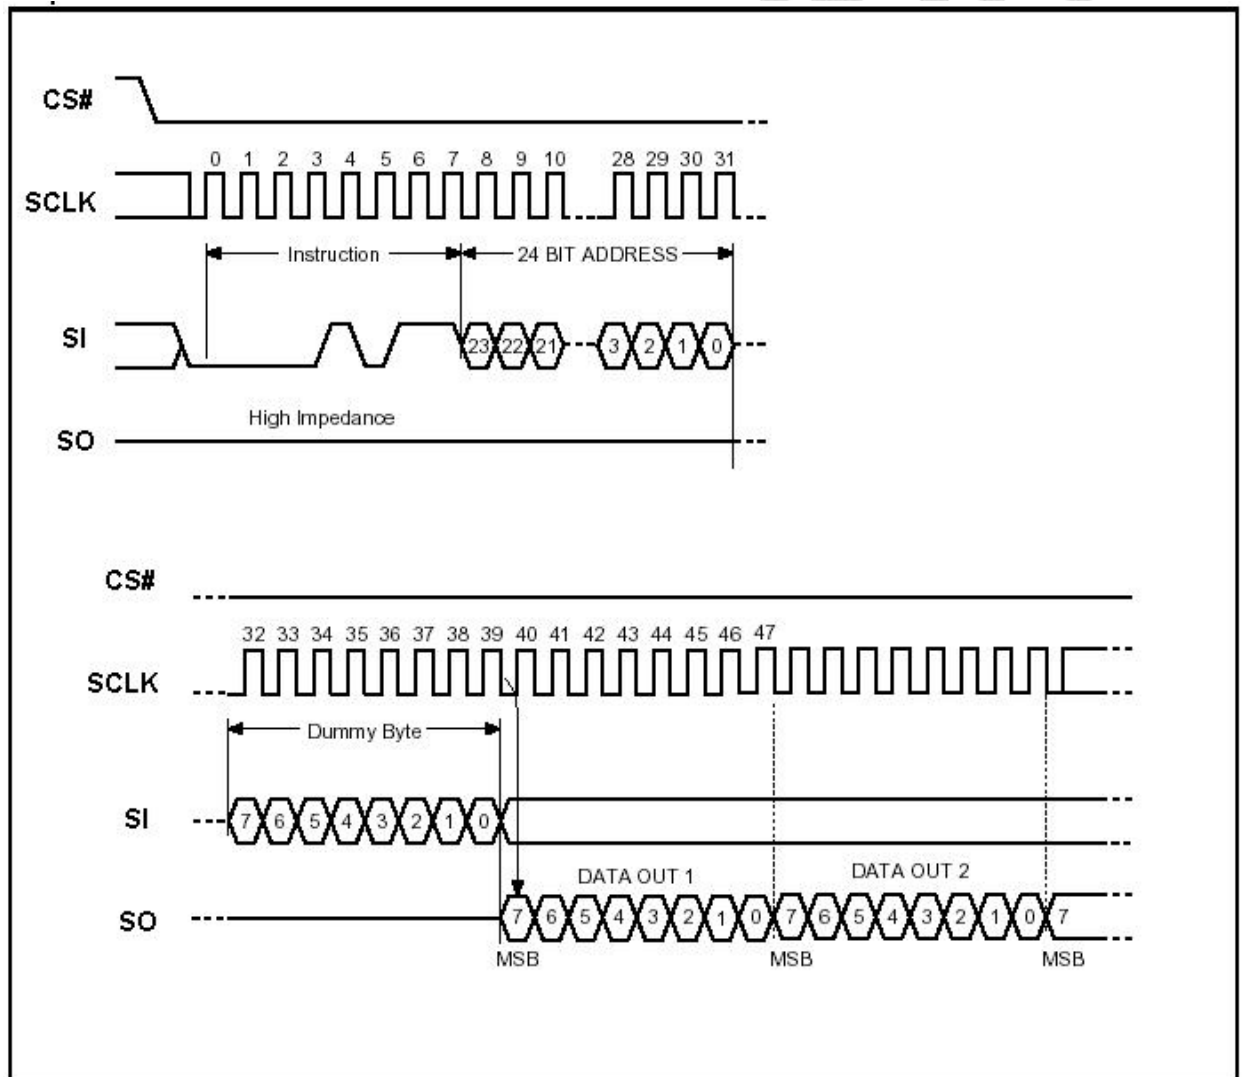 CS#
0 1 2 3 4 5 6 7 8 9 10 28 29 30 31
SCLK
Instruction 24 BIT ADDRESS
SI
23 22 21 3 2 1 0
High Impedance
SO
CS#
32 33 34 35 36 37 38 39 40 41 42 43 44 45 46 47
SCLK
Dummy Byte
SI
7 6 5 4 3 2 1 0
DATA OUT 1 DATA OUT 2
SO
7 6 5 4 3 2 1 0 7 6 5 4 3 2 1 0 7
MSB MSB MSB